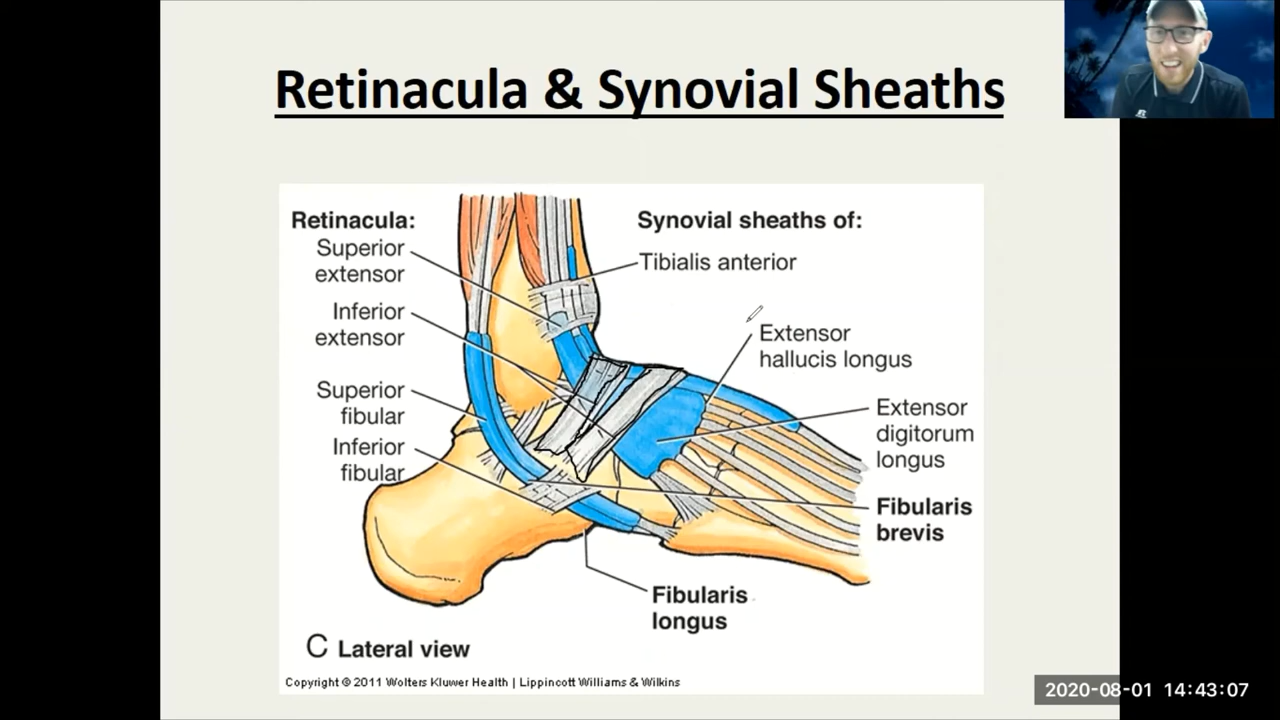 Retinacula & Synovial Sheaths
Retinacula:
Superior
extensor
Inferior
extensor
Superior
fibular
Inferior
fibular
Synovial sheaths of:
Tibialis anterior
Extensor
hallucis longus
Extensor
digitorum
longus
Fibularis
brevis
Fibularis
longus
C Lateral view
Copyright © 2011 Wolters Kluwer Health | Lippincott Williams & Wilkins
2020-08-01 14:43:07